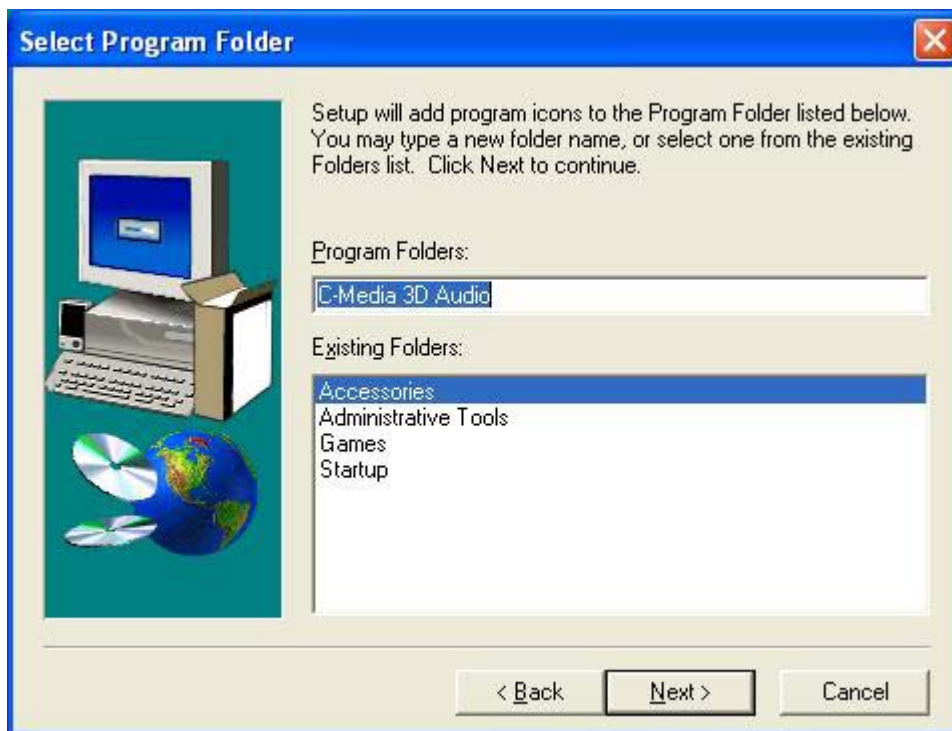 Select Program Folder
Setup will add program icons to the Program Folder listed below.
You may type a new folder name, or select one from the existing
Folders list.  Click Next to continue.
Program Folders:
C-Media 3D Audio
Existing Folders:
Accessories
Administrative Tools
Games
Startup
< Back
Next >
Cancel